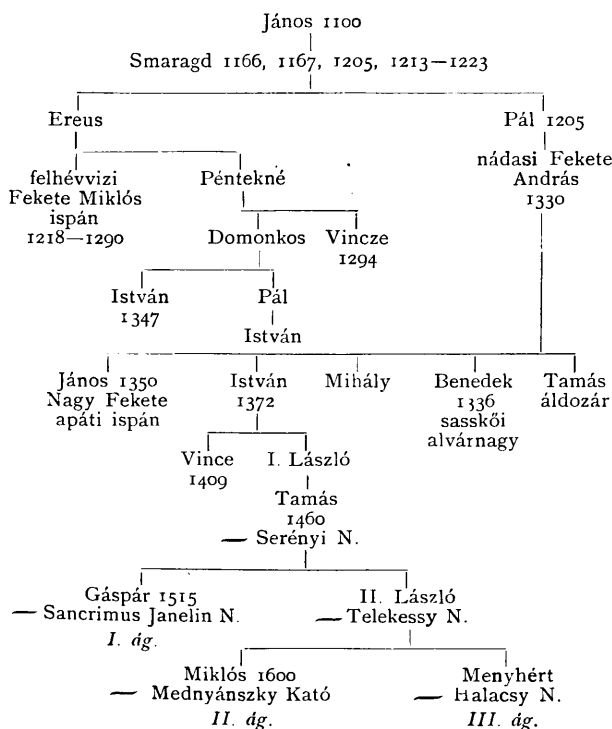 János 1100
Smaragd 1166, 1167, 1205, 1213—1223
Ereus
Pál 1205
felhévvizi
Fekete Miklós
ispán
1218—1290
Péntekné
nádasi Fekete
András
1330
Domonkos
Vincze
1294
István
1347
Pál
István
János 1350
Nagy Fekete
apáti ispán
István
1372
Mihály
Benedek
1336
sasskői
alvárnagy
Tamás
áldozár
Vince
1409
I. László
Tamás
1460
— Serényi N.
Gáspár 1515
— Sancrimus Janelin N.
I. ág.
II. László
— Telekessy N.
Miklós 1600
— Mednyánszky Kató
II. ág.
Menyhért
— Halacsy N.
III. ág.